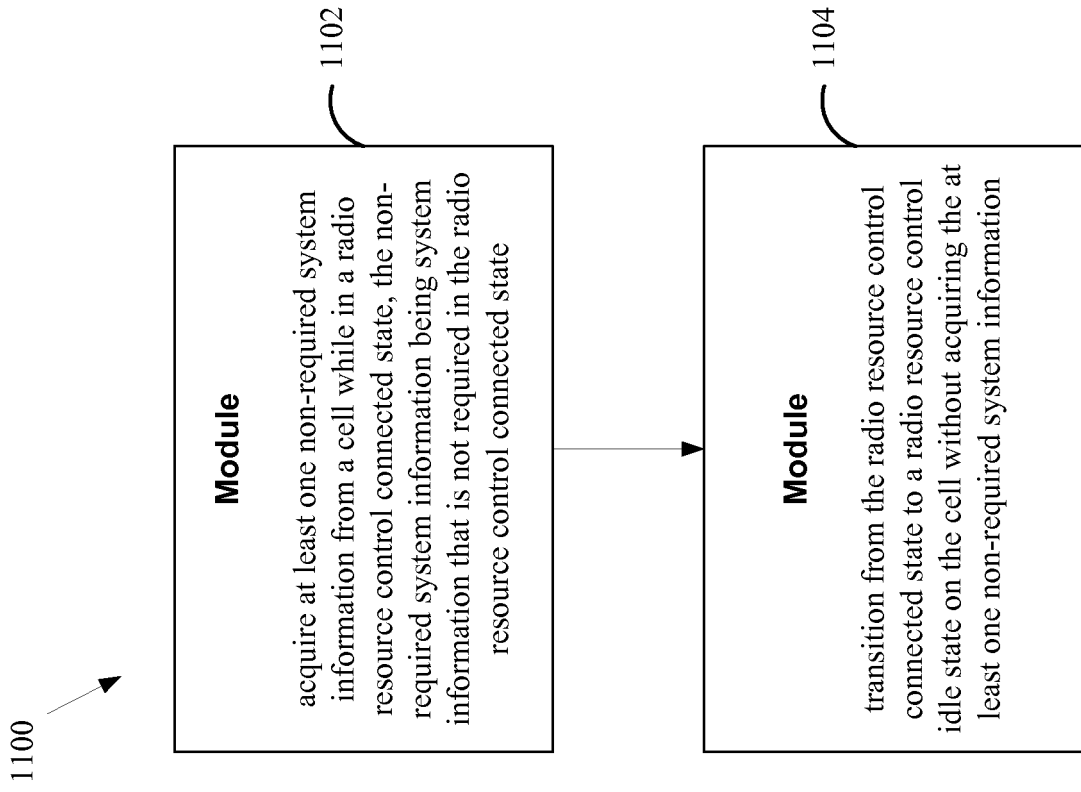 1100
Module
acquire at least one non-required system
information from a cell while in a radio
resource control connected state, the non-
required system information being system
information that is not required in the radio
resource control connected state
1102
Module
transition from the radio resource control
connected state to a radio resource control
idle state on the cell without acquiring the at
least one non-required system information
1104